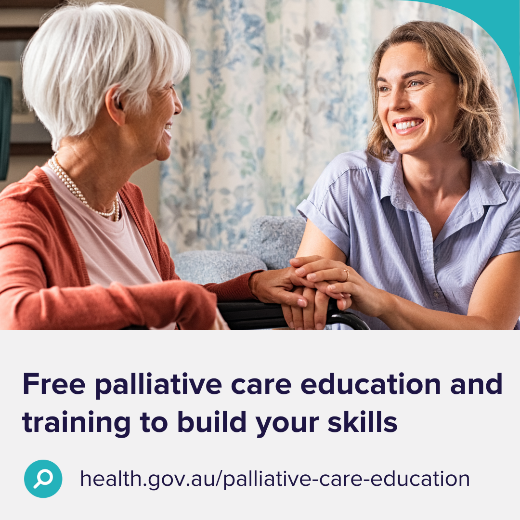 Free palliative care education and
training to build your skills
health.gov.au/palliative-care-education